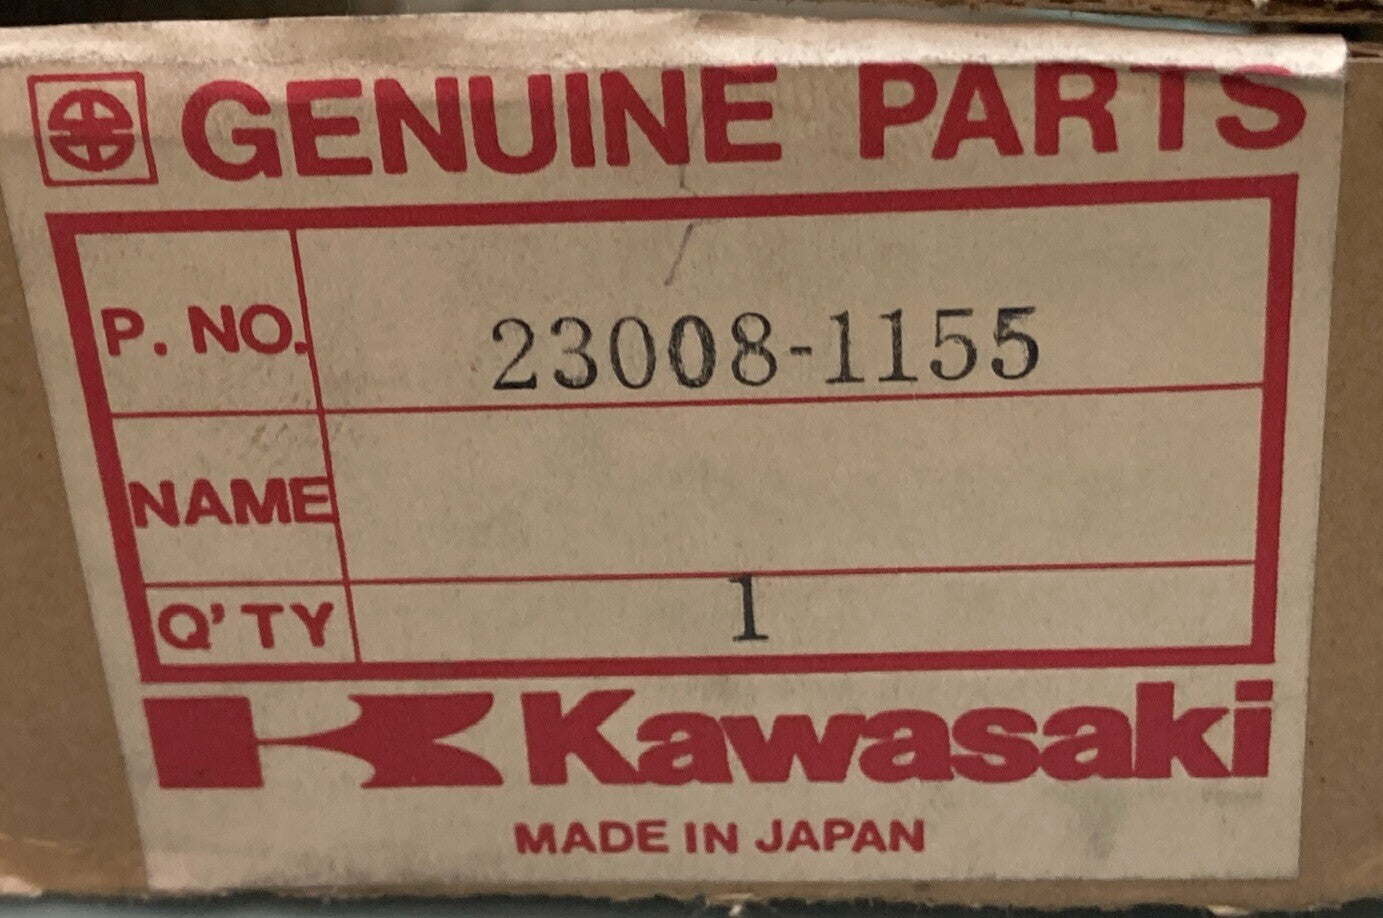 GENUINE PARTS
P. NO. 23008-1155
NAME
Q'TY 1
Kawasaki
MADE IN JAPAN